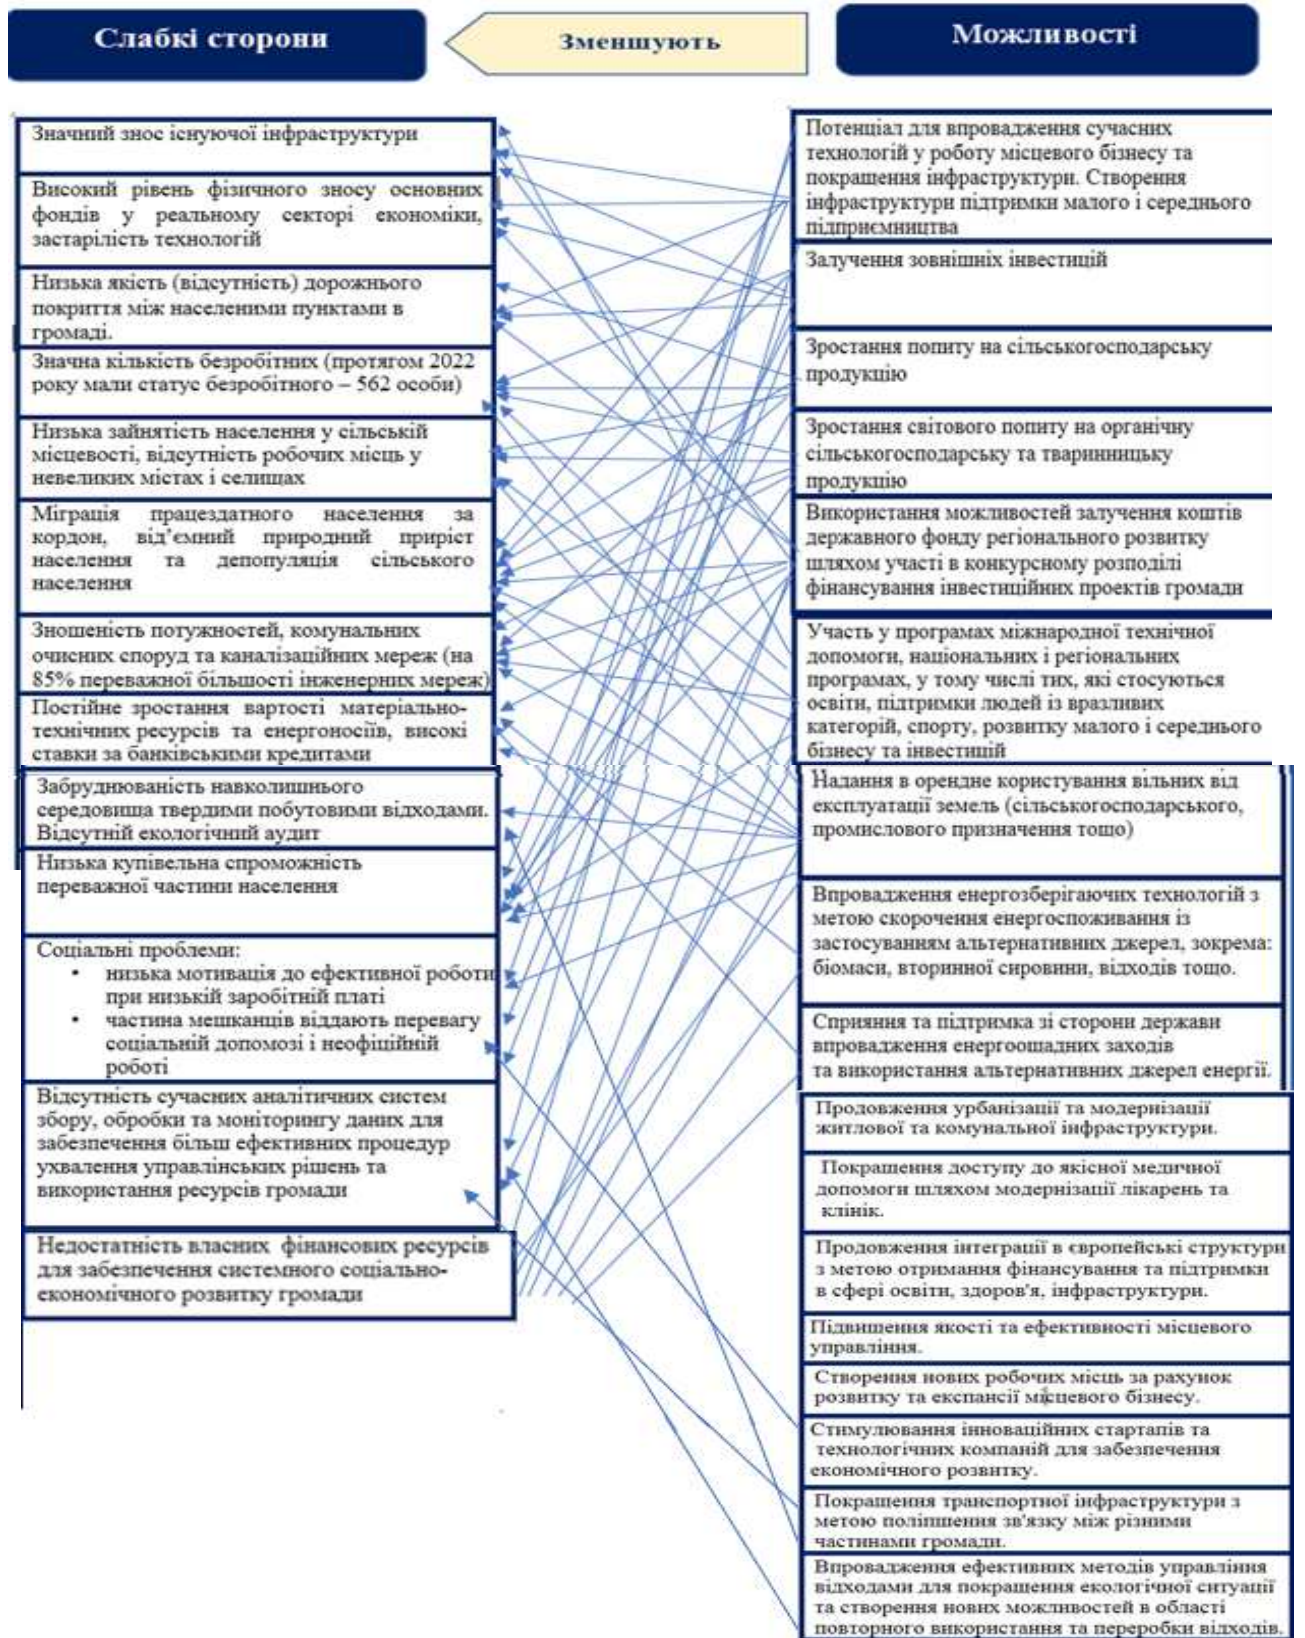 Слабкі сторони
Зменшують
Можливості
Значний знос існуючої інфраструктури
Високий рівень фізичного зносу основних
фондів у реальному секторі економіки,
застарілість технологій
Низька якість (відсутність) дорожнього
покриття між населеними пунктами в
громаді.
Значна кількість безробітних (протягом 2022
року мали статус безробітного – 562 особи)
Низька зайнятість населення у сільській
місцевості, відсутність робочих місць у
невеликих містах і селищах
Міграція працездатного населення за
кордон, від’ємний природний приріст
населення та депопуляція сільського
населення
Зношеність потужностей, комунальних
очисних споруд та каналізаційних мереж (на
85% переважної більшості інженерних мереж)
Постійне зростання вартості матеріально-
технічних ресурсів та енергоносіїв, високі
ставки за банківськими кредитами
Забруднюваність навколишнього
середовища твердими побутовими відходами.
Відсутній екологічний аудит
Низька купівельна спроможність
переважної частини населення
Соціальні проблеми:
• низька мотивація до ефективної роботи
при низькій заробітній платі
• частина мешканців віддають перевагу
соціальній допомозі і неофіційній
роботі
Відсутність сучасних аналітичних систем
збору, обробки та моніторингу даних для
забезпечення більш ефективних процедур
ухвалення управлінських рішень та
використання ресурсів громади
Недостатність власних фінансових ресурсів
для забезпечення системного соціально-
економічного розвитку громади
Потенціал для впровадження сучасних
технологій у роботу місцевого бізнесу та
покращення інфраструктури. Створення
інфраструктури підтримки малого і середнього
підприємництва
Залучення зовнішніх інвестицій
Зростання попиту на сільськогосподарську
продукцію
Зростання світового попиту на органічну
сільськогосподарську та тваринницьку
продукцію
Використання можливостей залучення коштів
державного фонду регіонального розвитку
шляхом участі в конкурсному розподілі
фінансування інвестиційних проектів громади
Участь у програмах міжнародної технічної
допомоги, національних і регіональних
програмах, у тому числі тих, які стосуються
освіти, підтримки людей із вразливих
категорій, спорту, розвитку малого і середнього
бізнесу та інвестицій
Надання в орендне користування вільних від
експлуатації земель (сільськогосподарського,
промислового призначення тощо)
Впровадження енергозберігаючих технологій з
метою скорочення енергоспоживання із
застосуванням альтернативних джерел, зокрема:
біомаси, вторинної сировини, відходів тощо.
Сприяння та підтримка зі сторони держави
впровадження енергоощадних заходів
та використання альтернативних джерел енергії.
Продовження урбанізації та модернізації
житлової та комунальної інфраструктури.
Покращення доступу до якісної медичної
допомоги шляхом модернізації лікарень та
клінік.
Продовження інтеграції в європейські структури
з метою отримання фінансування та підтримки
в сфері освіти, здоров'я, інфраструктури.
Підвищення якості та ефективності місцевого
управління.
Створення нових робочих місць за рахунок
розвитку та експансії місцевого бізнесу.
Стимулювання інноваційних стартапів та
технологічних компаній для забезпечення
економічного розвитку.
Покращення транспортної інфраструктури з
метою поліпшення зв'язку між різними
частинами громади.
Впровадження ефективних методів управління
відходами для покращення екологічної ситуації
та створення нових можливостей в області
повторного використання та переробки відходів.